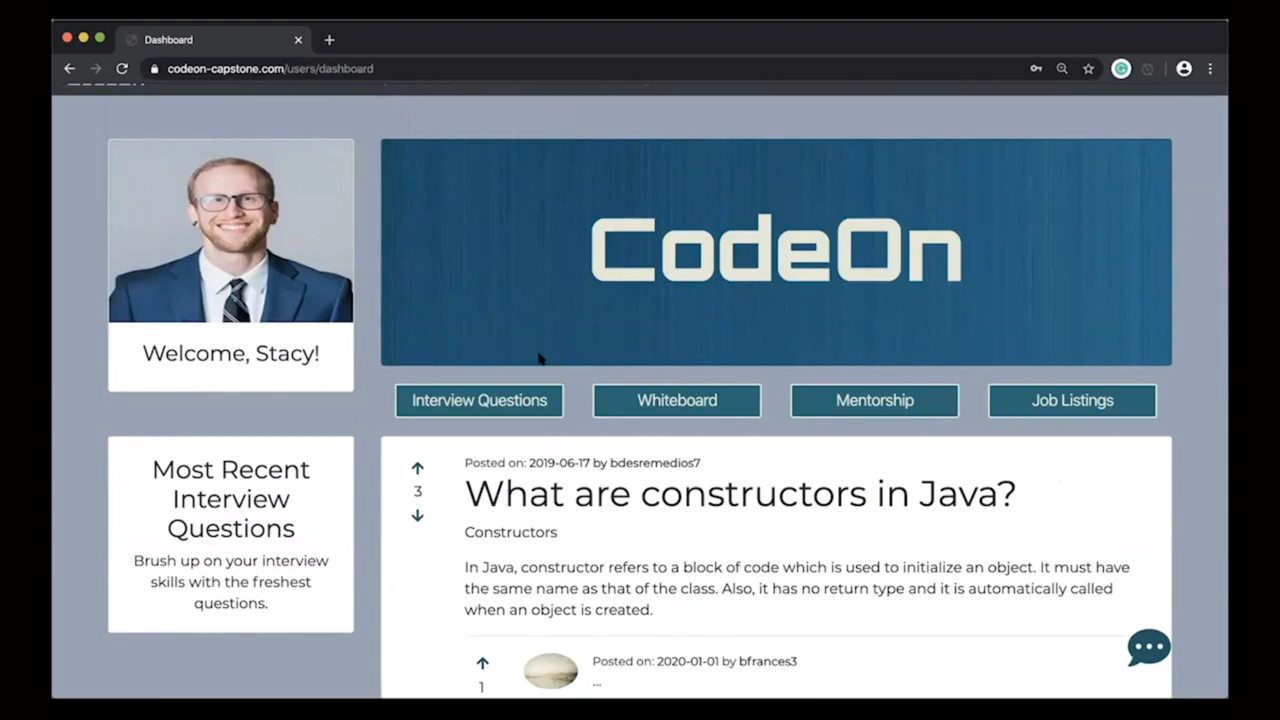 Dashboard
codeon-capstone.com/users/dashboard
CodeOn
Welcome, Stacy!
Interview Questions
Whiteboard
Mentorship
Job Listings
Most Recent
Interview
Questions
Brush up on your interview
skills with the freshest
questions.
3
Posted on: 2019-06-17 by bdesremedios7
What are constructors in Java?
Constructors
In Java, constructor refers to a block of code which is used to initialize an object. It must have
the same name as that of the class. Also, it has no return type and it is automatically called
when an object is created.
1
Posted on: 2020-01-01 by bfrances3
...